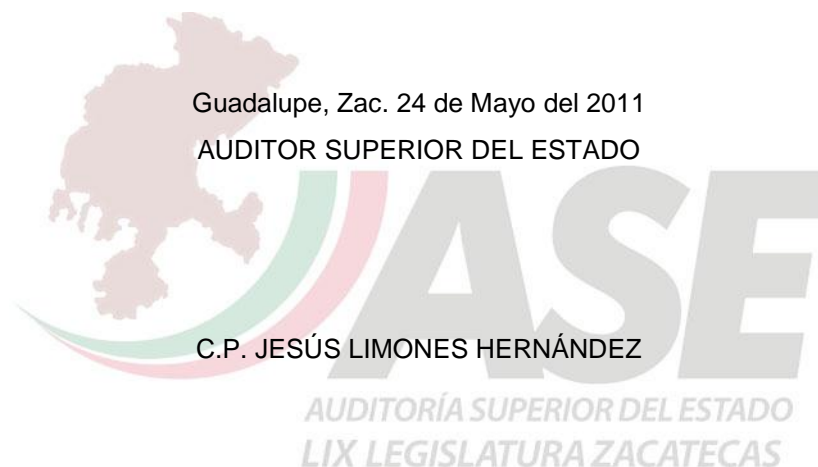 Guadalupe, Zac. 24 de Mayo del 2011
AUDITOR SUPERIOR DEL ESTADO
ASE
C.P. JESÚS LIMONES HERNÁNDEZ
AUDITORÍA SUPERIOR DEL ESTADO
LIX LEGISLATURA ZACATECAS